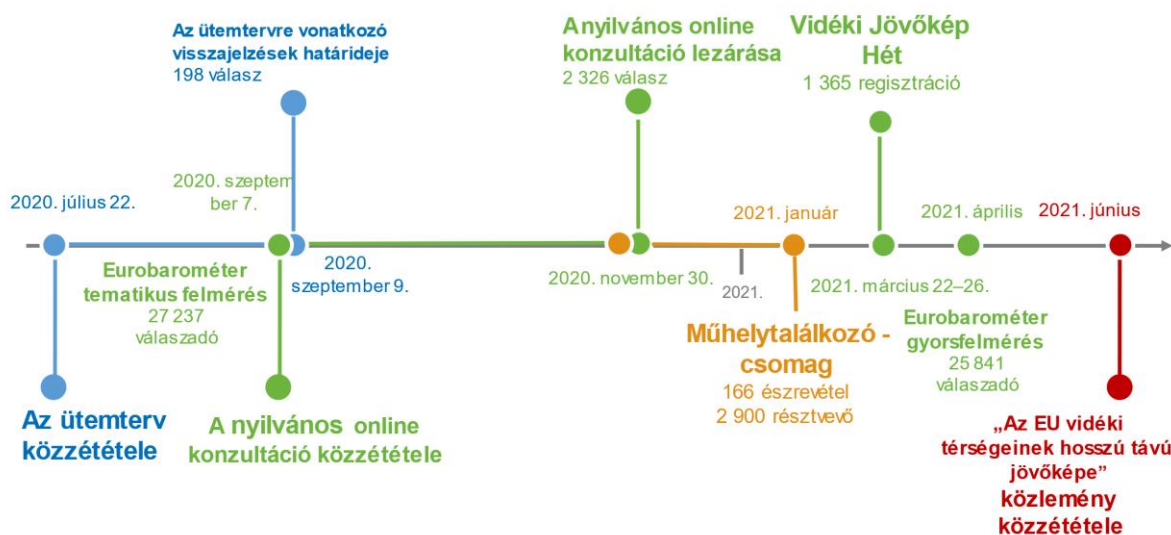 Az ütemtervre vonatkozó
visszajelzések határideje
198 válasz
A nyilvános online
konzultáció lezárása
2 326 válasz
Vidéki Jövőkép
Hét
1 365 regisztráció
2020. július 22.
2020. szeptem
ber 7.
2021. január
2021. április
2021. június
Eurobarométer
tematikus felmérés
27 237
válaszadó
2020.
szeptember 9.
2020. november 30.
2021.
2021. március 22–26.
Műhelytalálkozó -
csomag
166 észrevétel
2 900 résztvevő
Eurobarométer
gyorsfelmérés
25 841
válaszadó
Az ütemterv
közzététele
A nyilvános online
konzultáció közzététele
„Az EU vidéki
térségeinek hosszú távú
jövőképe”
közlemény
közzététele